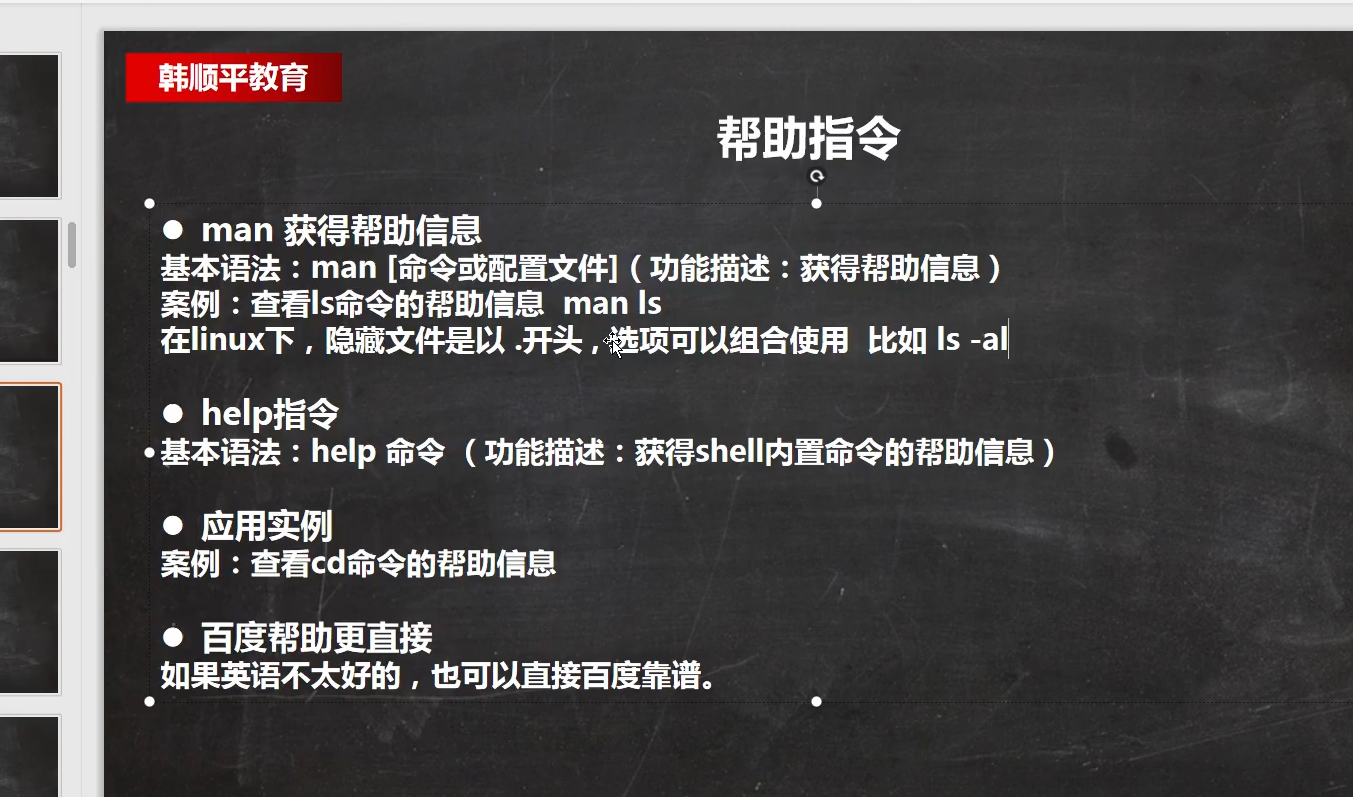 韩顺平教育
帮助指令
● man 获得帮助信息
基本语法：man [命令或配置文件]（功能描述：获得帮助信息）
案例：查看ls命令的帮助信息  man ls
在linux下，隐藏文件是以 .开头 , 选项可以组合使用  比如 ls -al
● help指令
基本语法：help 命令 （功能描述：获得shell内置命令的帮助信息）
● 应用实例
案例：查看cd命令的帮助信息
● 百度帮助更直接
如果英语不太好的，也可以直接百度靠谱。